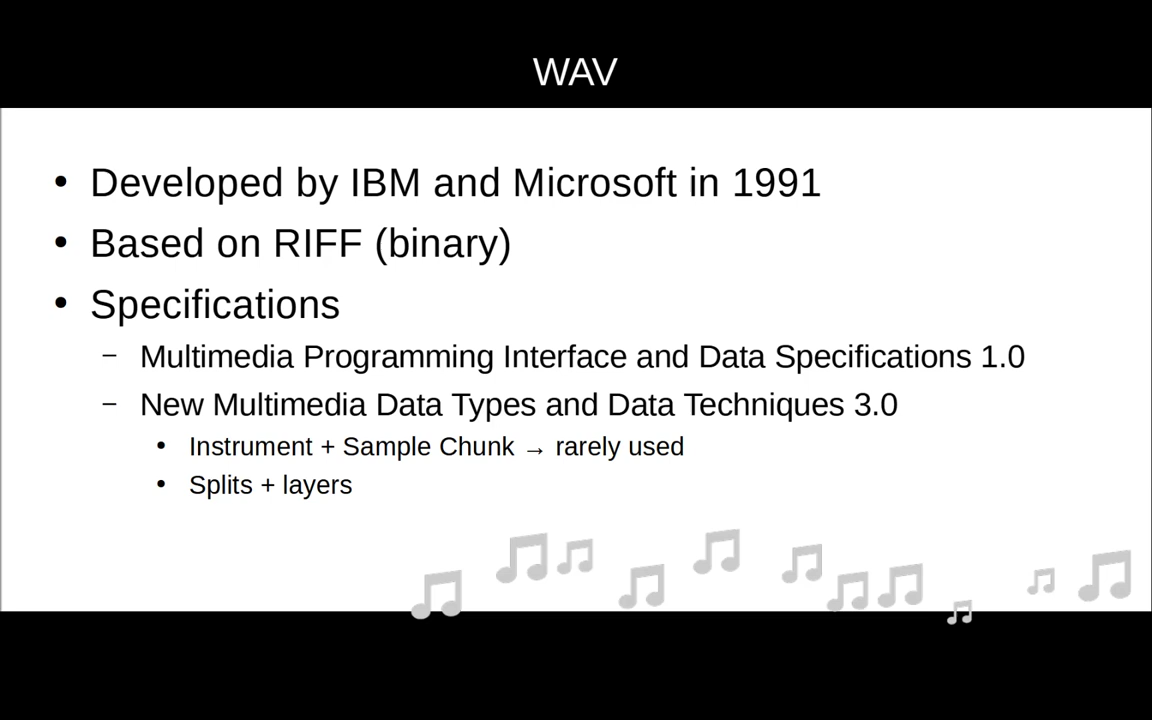 WAV
• Developed by IBM and Microsoft in 1991
• Based on RIFF (binary)
• Specifications
– Multimedia Programming Interface and Data Specifications 1.0
– New Multimedia Data Types and Data Techniques 3.0
• Instrument + Sample Chunk → rarely used
• Splits + layers